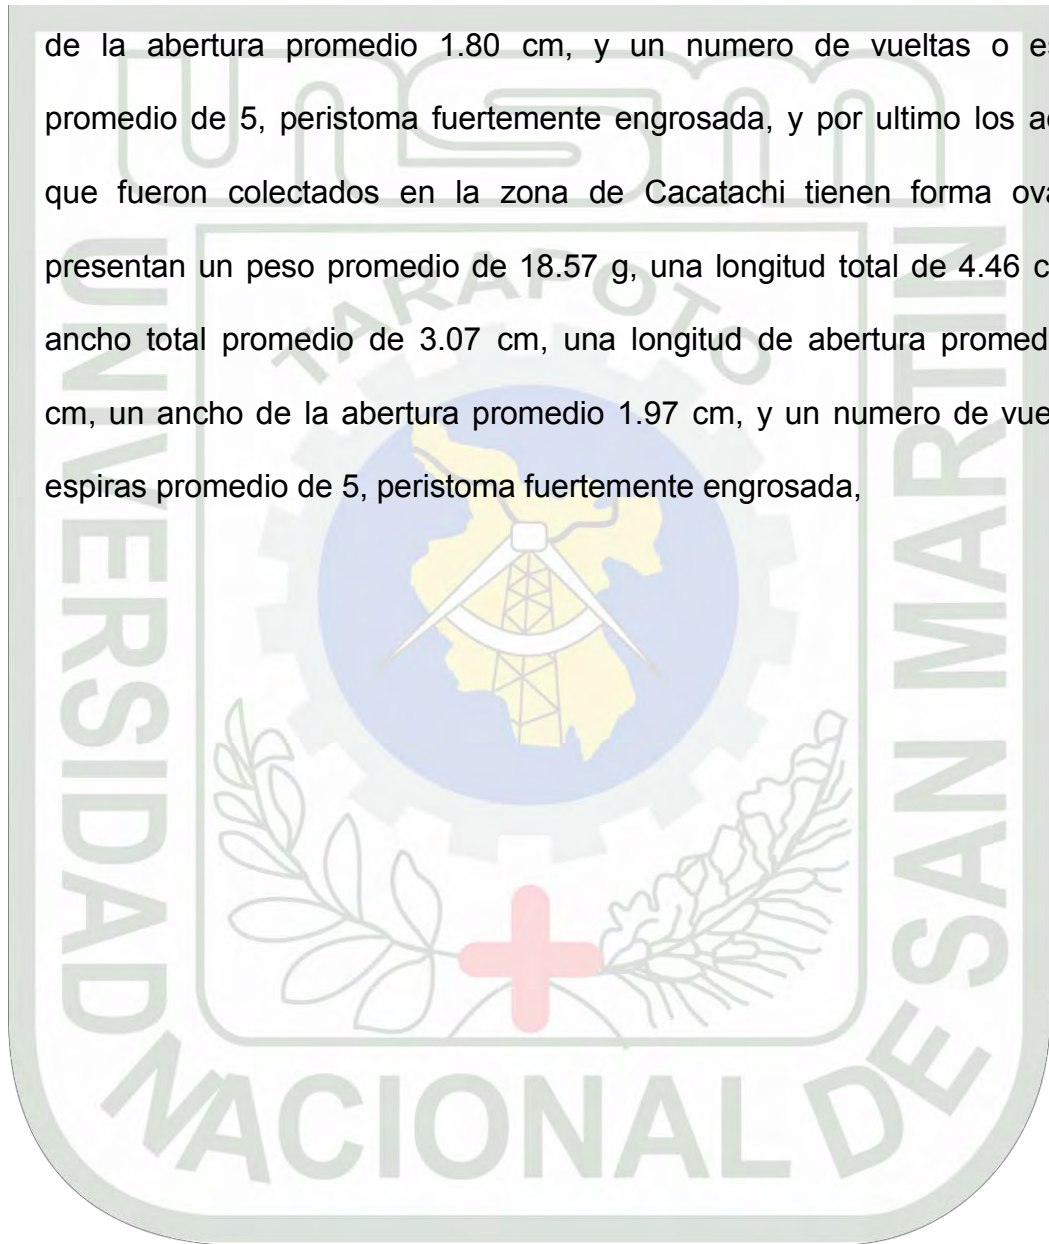 de la abertura promedio 1.80 cm, y un numero de vueltas o
promedio de 5, peristoma fuertemente engrosada, y por ultimo los
que fueron colectados en la zona de Cacatachi tienen forma
presentan un peso promedio de 18.57 g, una longitud total de 4.46
ancho total promedio de 3.07 cm, una longitud de abertura
cm, un ancho de la abertura promedio 1.97 cm, y un numero de
espiras promedio de 5, peristoma fuertemente engrosada,
unsm
TARAPOTO
UNIVERSIDAD
NACIONAL DE
SAN MARTIN